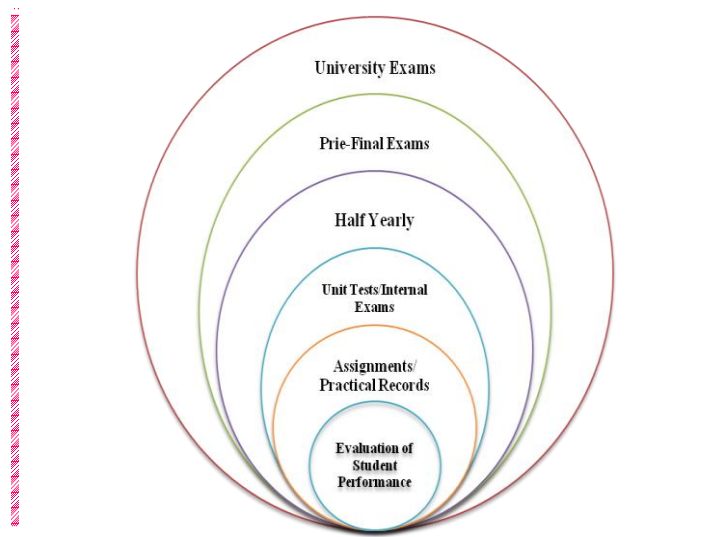 University Exams
Prie-Final Exams
Half Yearly
Unit Tests/Internal
Exams
Assignments/
Practical Records
Evaluation of
Student
Performance